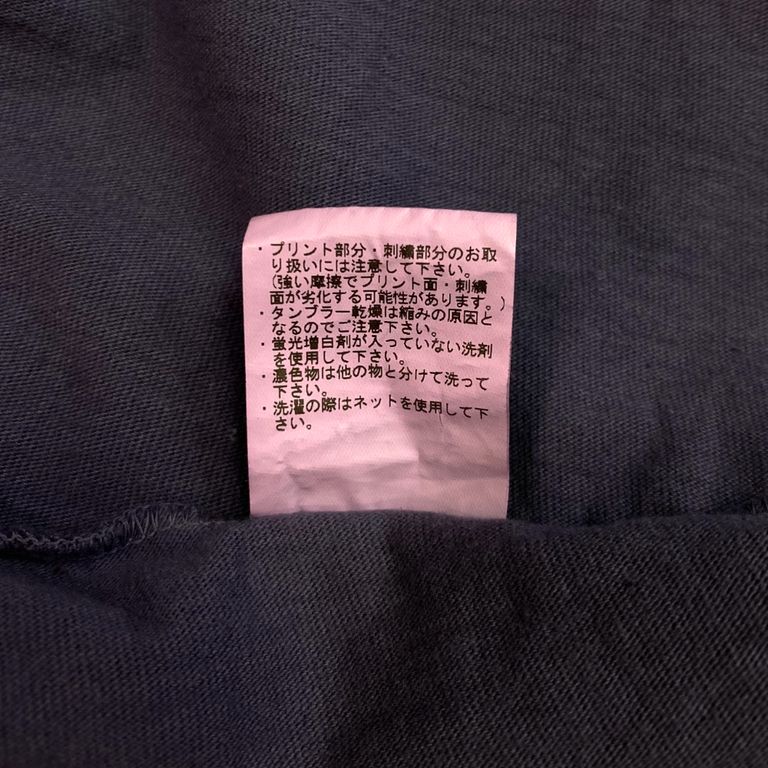 ・プリント部分・刺繍部分のお取
り扱いには注意して下さい。
(強い摩擦でプリント面・刺繍
面が劣化する可能性があります。)
・タンブラー乾燥は縮みの原因と
なるのでご注意下さい。
・蛍光増白剤が入っていない洗剤
を使用して下さい。
・濃色物は他の物と分けて洗って
下さい。
・洗濯の際はネットを使用して下
さい。